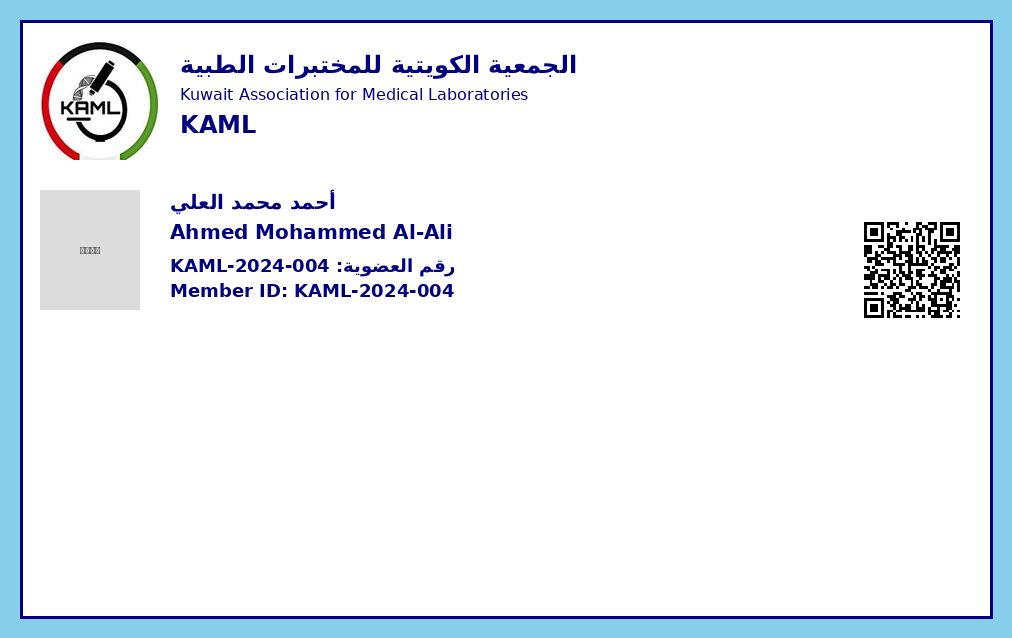 KAML
الجمعية الكويتية للمختبرات الطبية
Kuwait Association for Medical Laboratories
KAML
أحمد محمد العلي
Ahmed Mohammed Al-Ali
رقم العضوية: KAML-2024-004
Member ID: KAML-2024-004